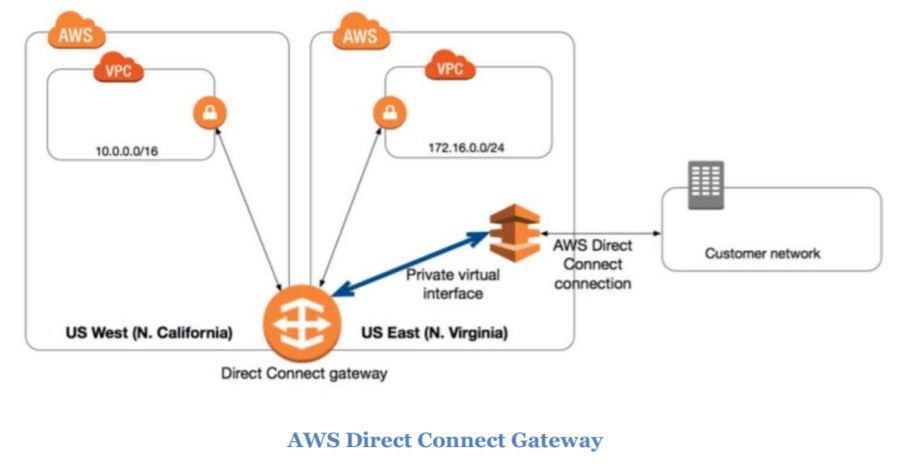 AWS
AWS
VPC
VPC
10.0.0.0/16
172.16.0.0/24
AWS Direct
Connect
connection
Customer network
Private virtual
interface
US West (N. California)
US East (N. Virginia)
Direct Connect gateway
AWS Direct Connect Gateway